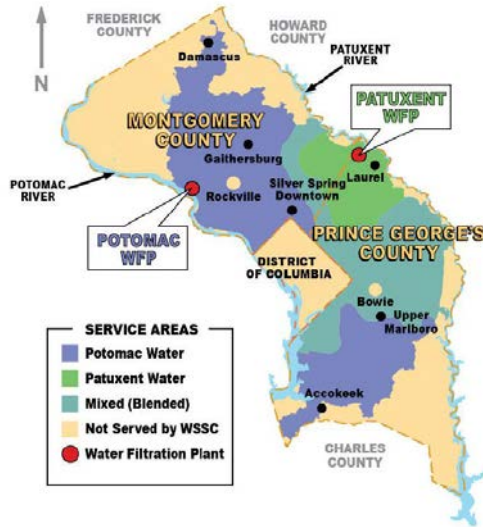 FREDERICK
COUNTY
HOWARD
COUNTY
PATUXENT
RIVER
N
Damascus
PATUXENT
WFP
MONTGOMERY
COUNTY
Gaithersburg
Laurel
POTOMAC
RIVER
Rockville
Silver Spring
Downtown
POTOMAC
WFP
PRINCE GEORGE'S
COUNTY
DISTRICT
OF COLUMBIA
Bowie
Upper
Marlboro
SERVICE AREAS
Potomac Water
Patuxent Water
Mixed (Blended)
Not Served by WSSC
Water Filtration Plant
Accokeek
CHARLES
COUNTY